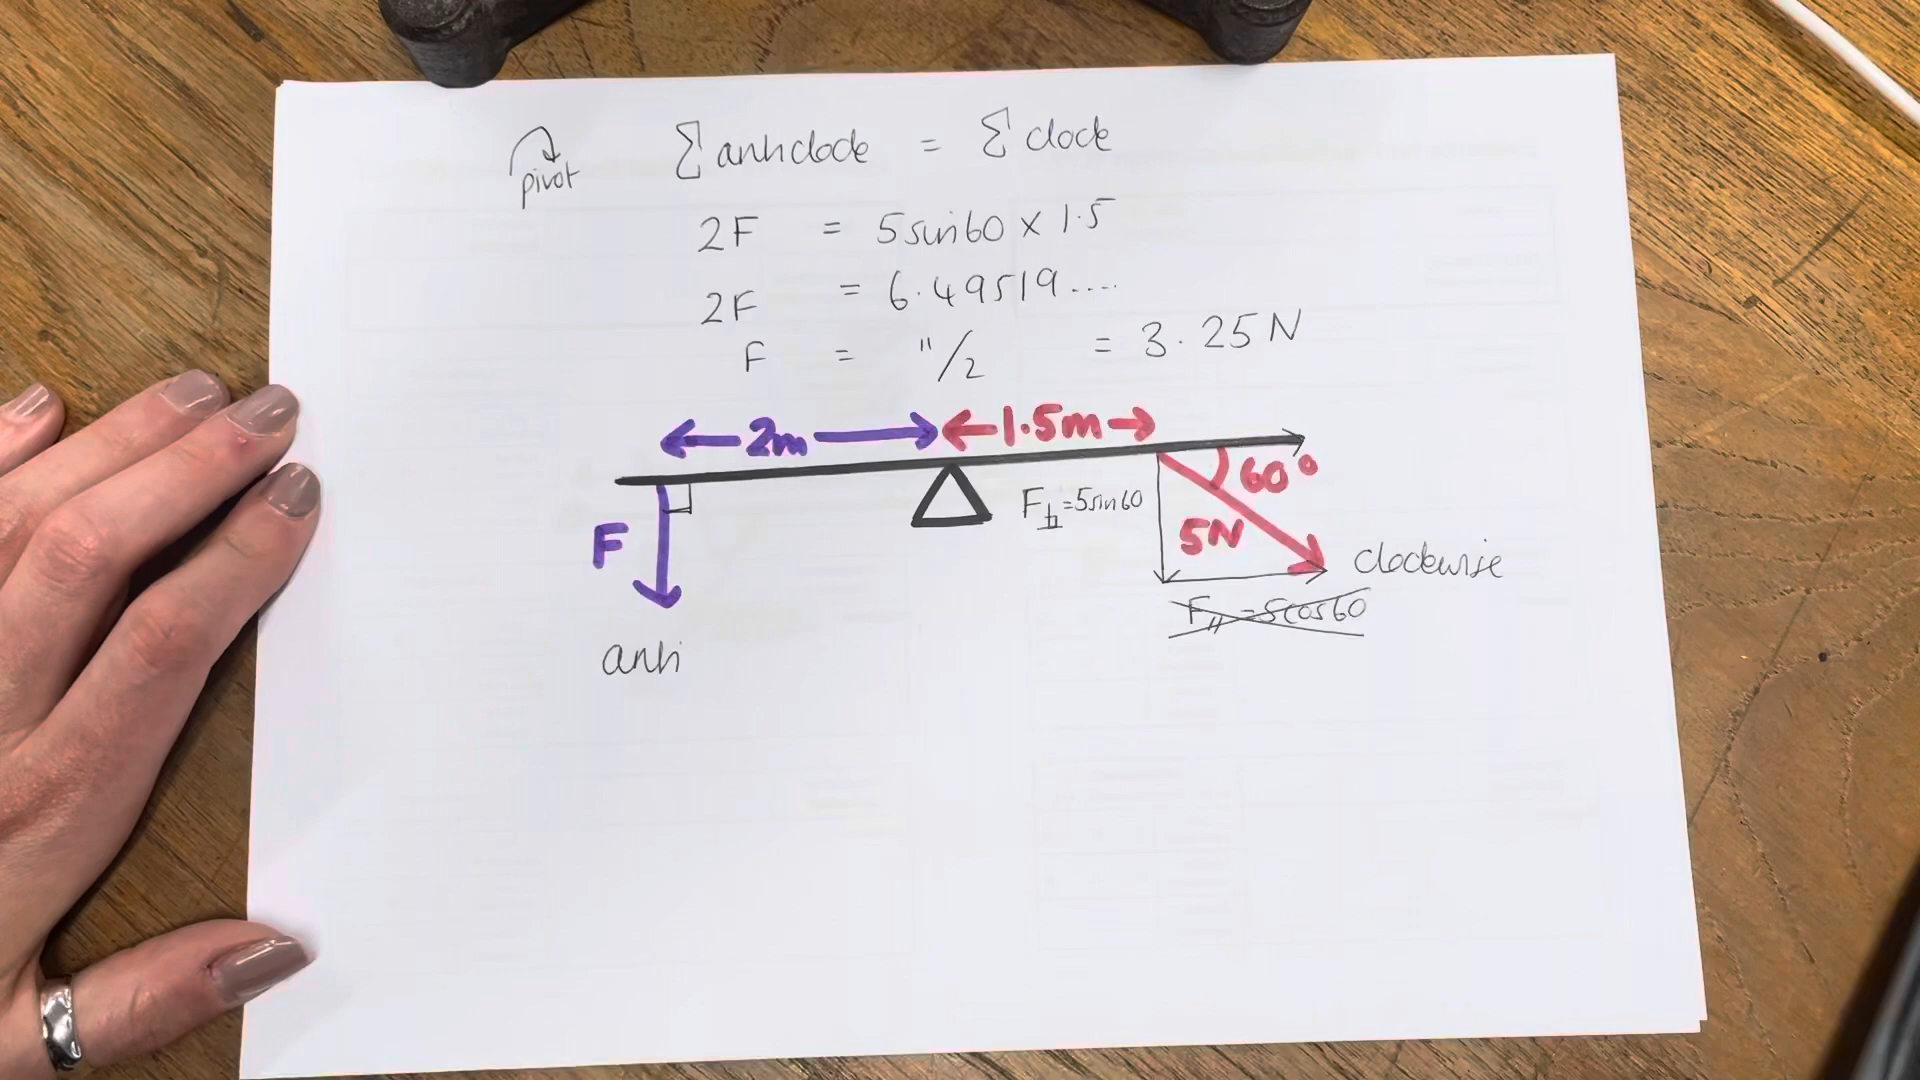 pivot
∑ anticlock = ∑ clock
2F = 5sin60 × 1.5
2F = 6.49519....
F = "/2 = 3.25N
2m
1.5m
60°
F⊥ = 5sin60
5N
F
clockwise
F∥ = 5cos60
anti